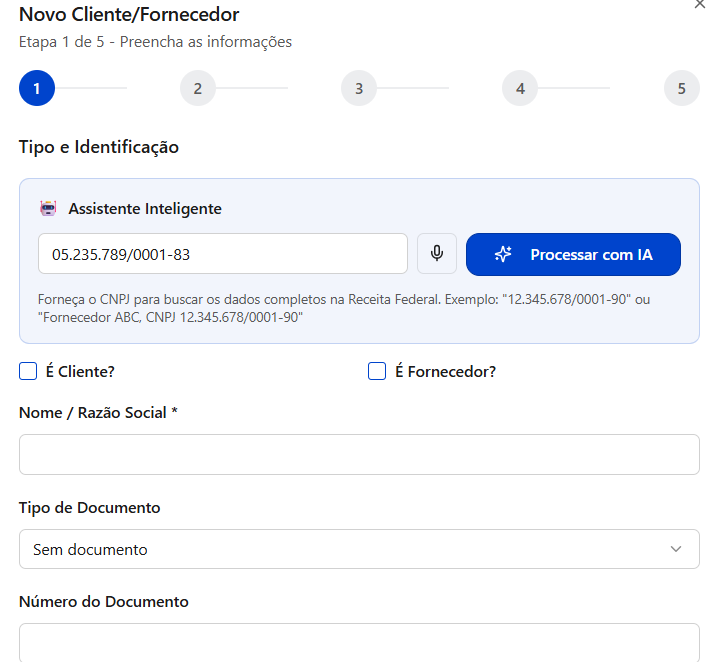 Novo Cliente/Fornecedor
Etapa 1 de 5 - Preencha as informações
1 2 3 4 5
Tipo e Identificação
Assistente Inteligente
05.235.789/0001-83
Processar com IA
Forneça o CNPJ para buscar os dados completos na Receita Federal. Exemplo: "12.345.678/0001-90" ou
"Fornecedor ABC, CNPJ 12.345.678/0001-90"
É Cliente? É Fornecedor?
Nome / Razão Social *
Tipo de Documento
Sem documento
Número do Documento